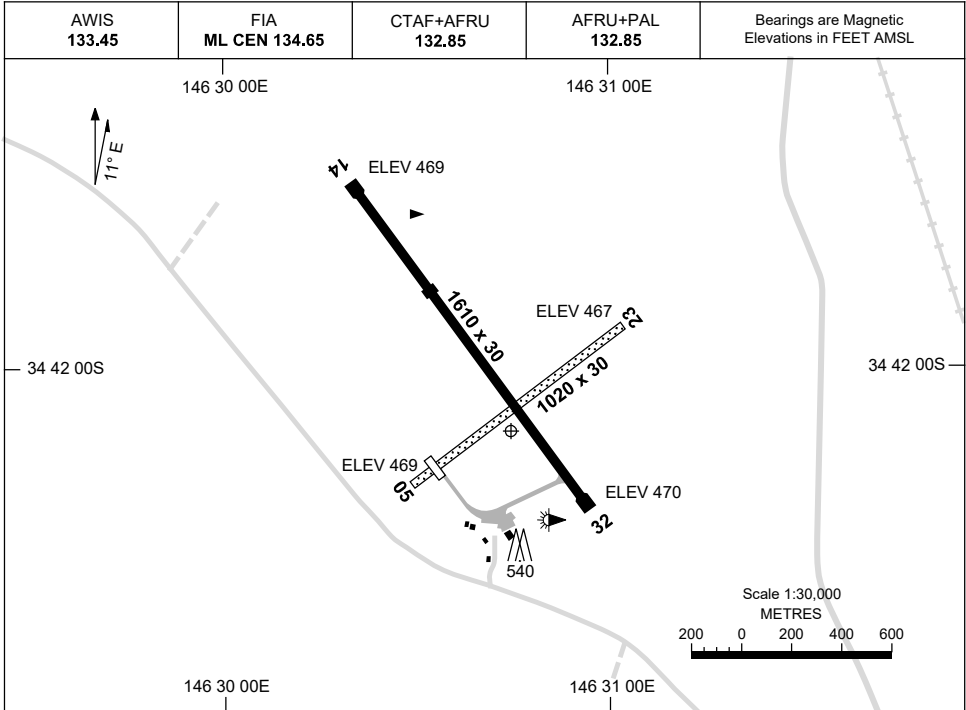 AWIS
133.45
FIA
ML CEN 134.65
CTAF+AFRU
132.85
AFRU+PAL
132.85
Bearings are Magnetic
Elevations in FEET AMSL
146 30 00E
146 31 00E
11° E
14
ELEV 469
1610 x 30
ELEV 467
23
34 42 00S
34 42 00S
1020 x 30
ELEV 469
05
ELEV 470
32
540
Scale 1:30,000
METRES
200 0 200 400 600
146 30 00E
146 31 00E